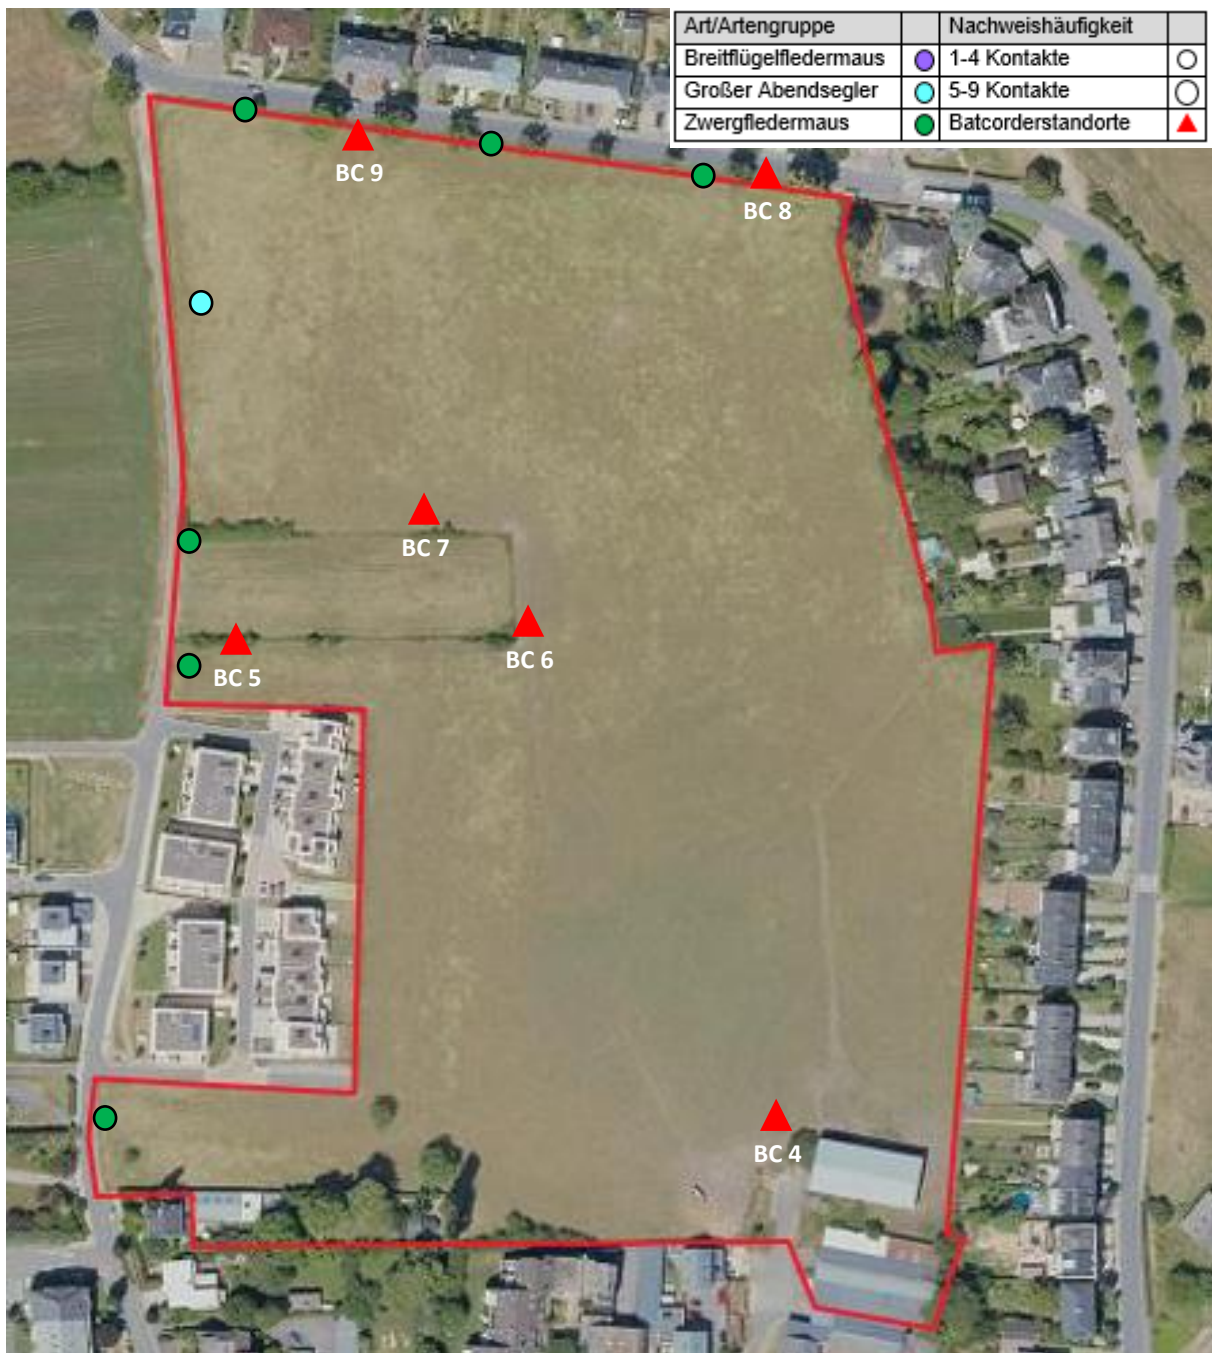 Art/Artengruppe Nachweishäufigkeit
Breitflügelfledermaus 1-4 Kontakte
Großer Abendsegler 5-9 Kontakte
Zwergfledermaus Batcorderstandorte
BC 9
BC 8
BC 7
BC 6
BC 5
BC 4